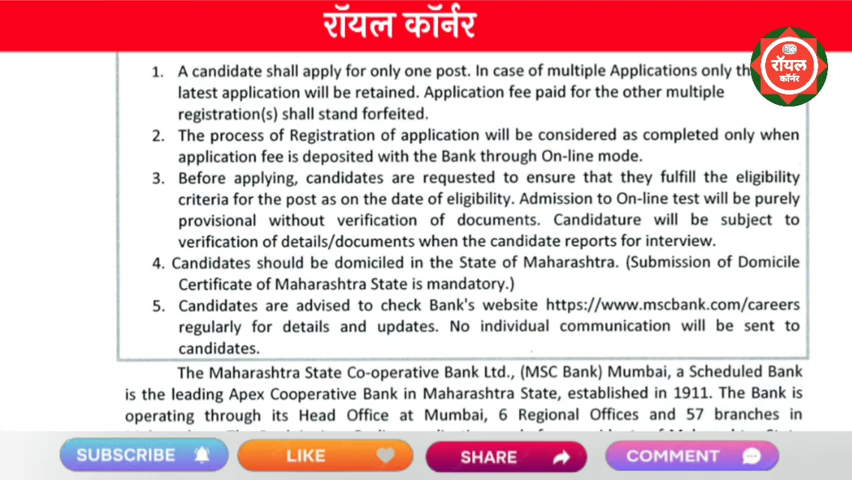 रॉयल कॉर्नर
रॉयल
कॉर्नर
1. A candidate shall apply for only one post. In case of multiple Applications only
latest application will be retained. Application fee paid for the other multiple
registration(s) shall stand forfeited.
2. The process of Registration of application will be considered as completed only when
application fee is deposited with the Bank through On-line mode.
3. Before applying, candidates are requested to ensure that they fulfill the eligibility
criteria for the post as on the date of eligibility. Admission to On-line test will be purely
provisional without verification of documents. Candidature will be subject to
verification of details/documents when the candidate reports for interview.
4. Candidates should be domiciled in the State of Maharashtra. (Submission of Domicile
Certificate of Maharashtra State is mandatory.)
5. Candidates are advised to check Bank's website https://www.mscbank.com/careers
regularly for details and updates. No individual communication will be sent to
candidates.
The Maharashtra State Co-operative Bank Ltd., (MSC Bank) Mumbai, a Scheduled Bank
is the leading Apex Cooperative Bank in Maharashtra State, established in 1911. The Bank is
operating through its Head Office at Mumbai, 6 Regional Offices and 57 branches in
SUBSCRIBE
LIKE
SHARE
COMMENT